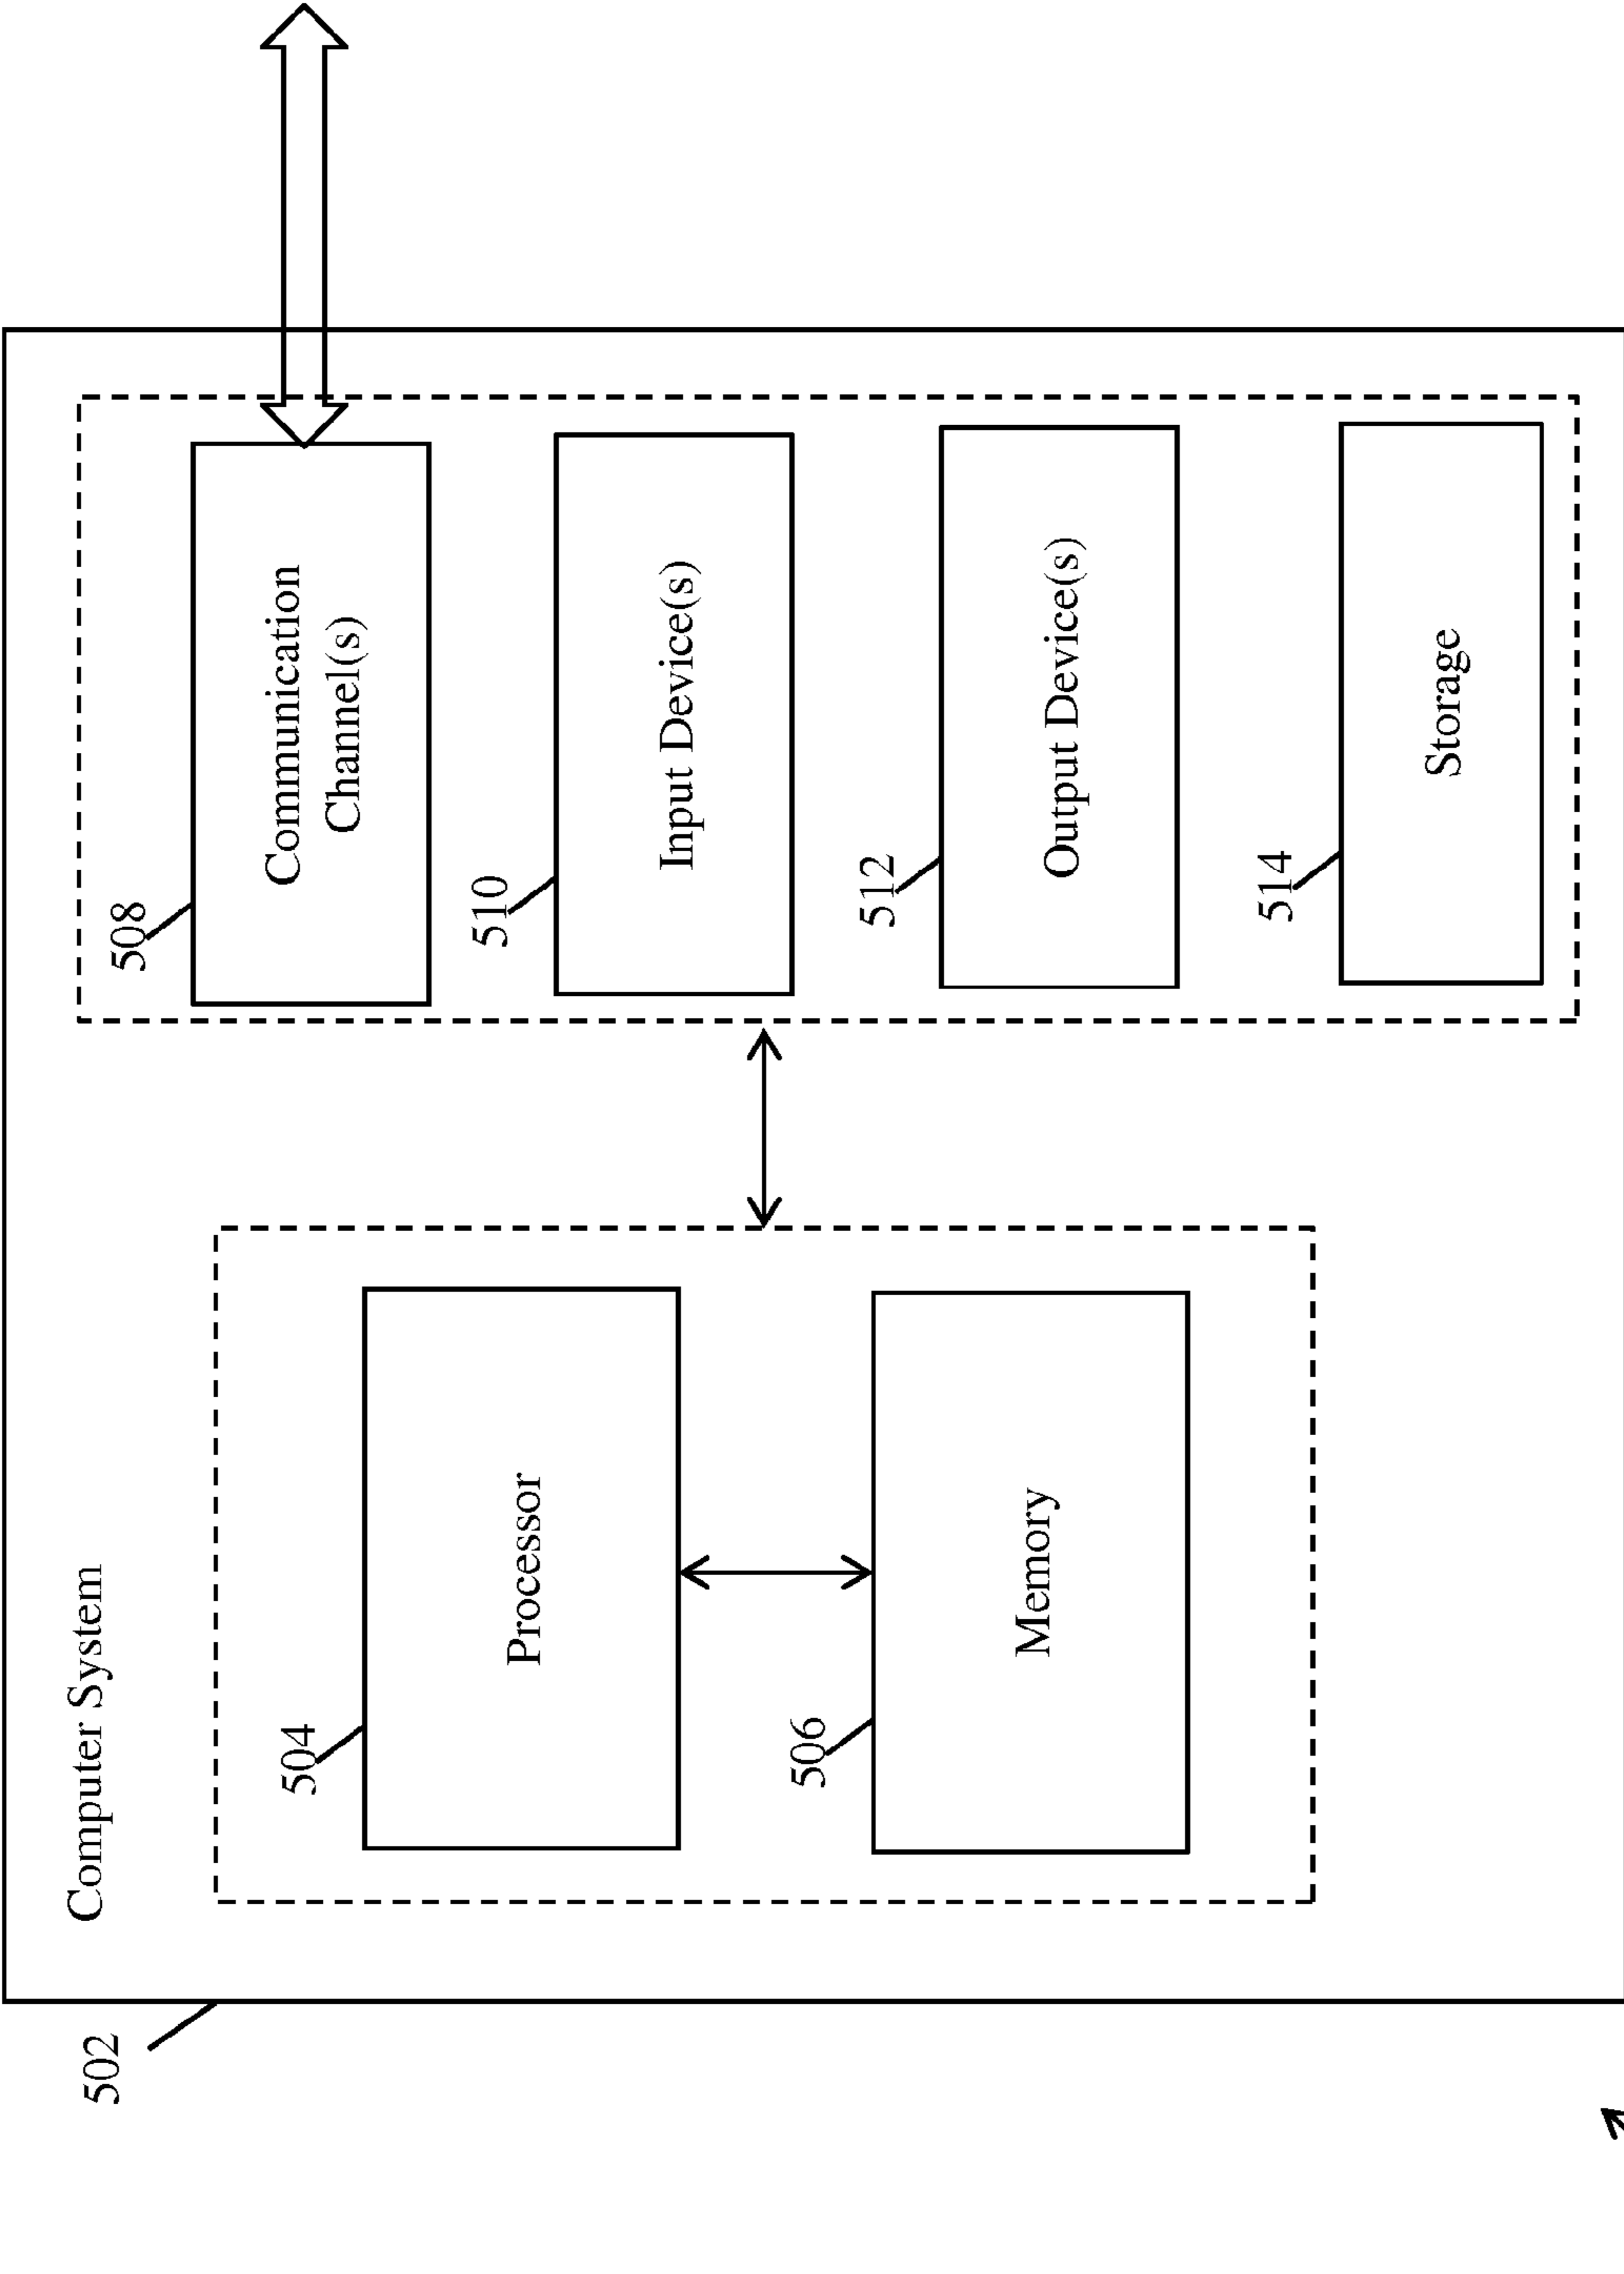 502
Computer System
504
Processor
506
Memory
508
Communication
Channel(s)
510
Input Device(s)
512
Output Device(s)
514
Storage